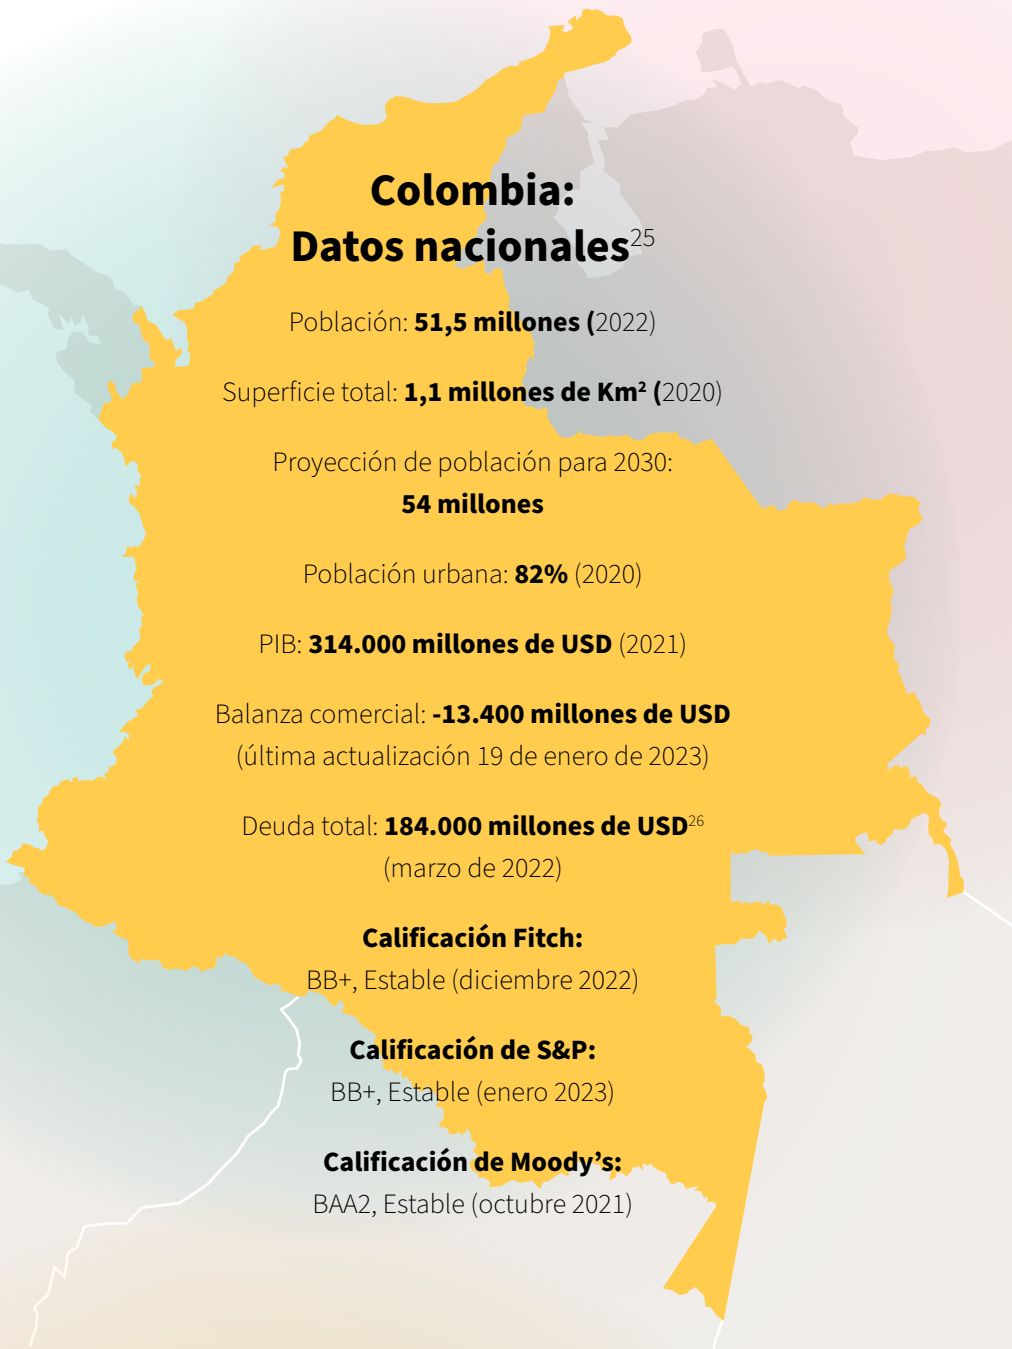 Colombia:
Datos nacionales²⁵
Población: 51,5 millones (2022)
Superficie total: 1,1 millones de Km² (2020)
Proyección de población para 2030:
54 millones
Población urbana: 82% (2020)
PIB: 314.000 millones de USD (2021)
Balanza comercial: -13.400 millones de USD
(última actualización 19 de enero de 2023)
Deuda total: 184.000 millones de USD²⁶
(marzo de 2022)
Calificación Fitch:
BB+, Estable (diciembre 2022)
Calificación de S&P:
BB+, Estable (enero 2023)
Calificación de Moody’s:
BAA2, Estable (octubre 2021)